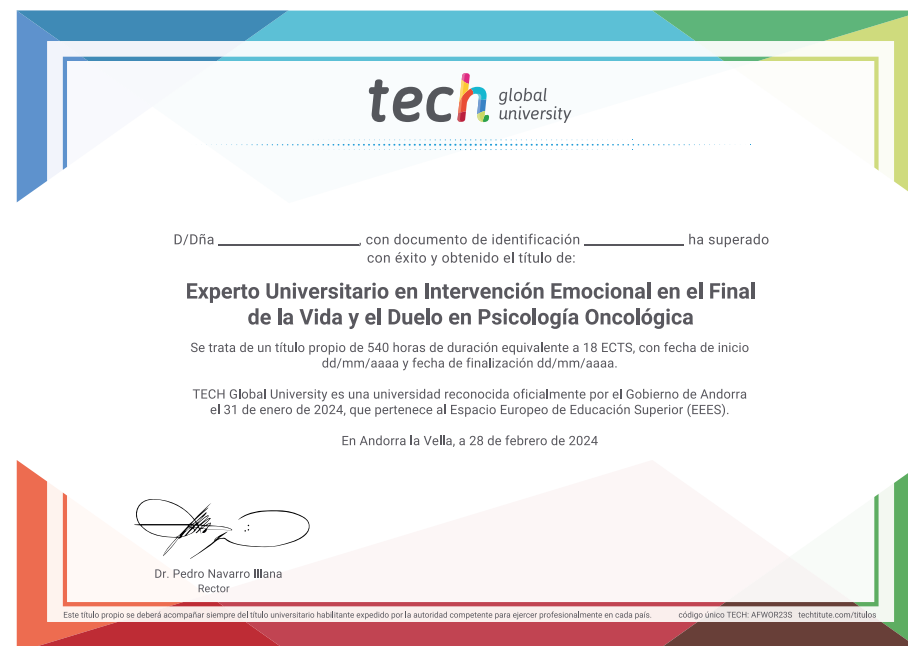 tech global university
D/Dña ____________________, con documento de identificación ______________ ha superado
con éxito y obtenido el título de:
Experto Universitario en Intervención Emocional en el Final
de la Vida y el Duelo en Psicología Oncológica
Se trata de un título propio de 540 horas de duración equivalente a 18 ECTS, con fecha de inicio
dd/mm/aaaa y fecha de finalización dd/mm/aaaa.
TECH Global University es una universidad reconocida oficialmente por el Gobierno de Andorra
el 31 de enero de 2024, que pertenece al Espacio Europeo de Educación Superior (EEES).
En Andorra la Vella, a 28 de febrero de 2024
Dr. Pedro Navarro Illana
Rector
Este título propio se deberá acompañar siempre del título universitario habilitante expedido por la autoridad competente para ejercer profesionalmente en cada país. código único TECH: AFWOR23S techtitute.com/titulos